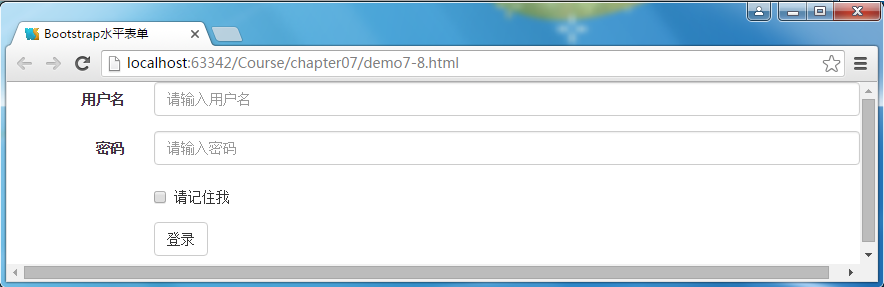 Bootstrap水平表单
localhost:63342/Course/chapter07/demo7-8.html
用户名 请输入用户名
密码 请输入密码
请记住我
登录